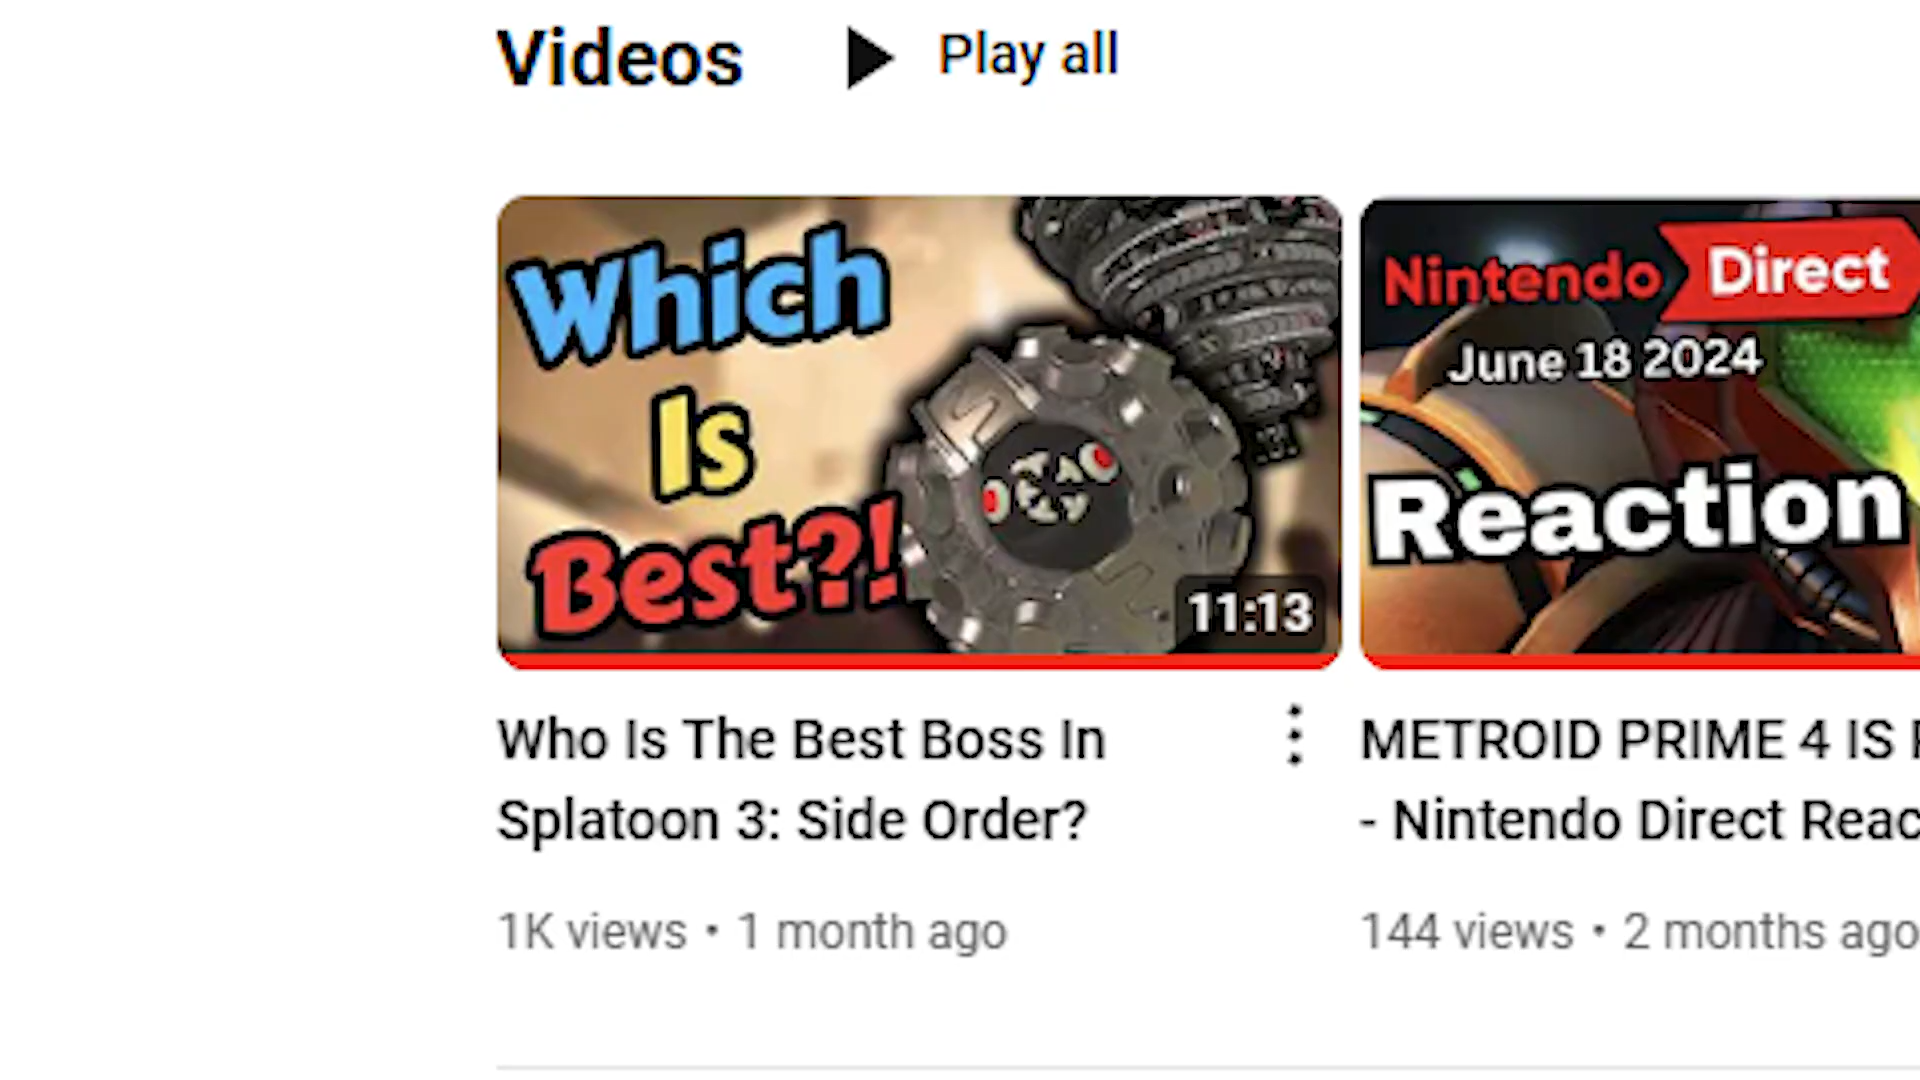 Videos
Play all
Which
Is
Best?!
11:13
Nintendo Direct
June 18 2024
Reaction
Who Is The Best Boss In
Splatoon 3: Side Order?
1K views • 1 month ago
METROID PRIME 4 IS
- Nintendo Direct Reac
144 views • 2 months ago